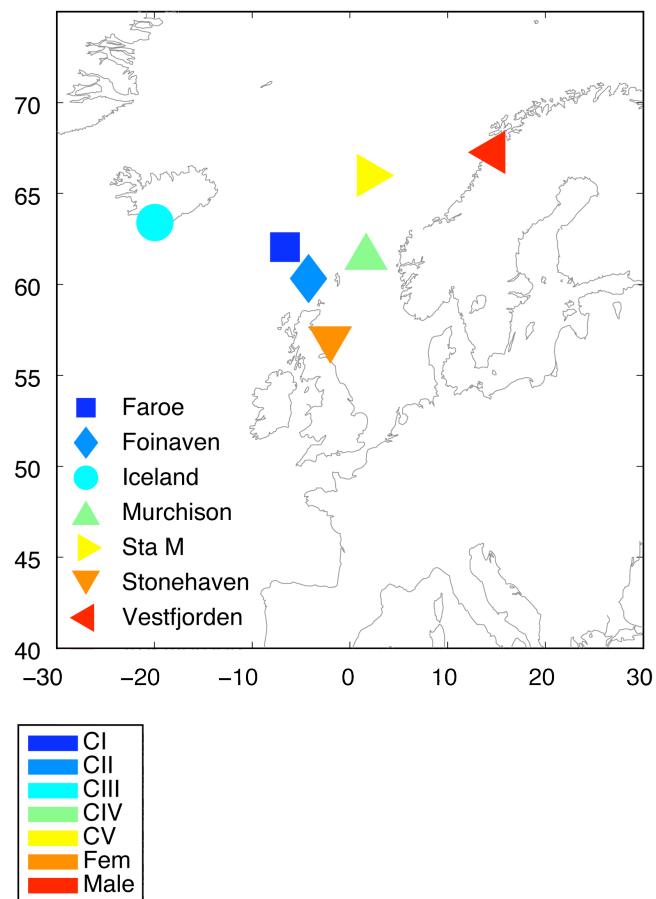 70
65
60
55
50
45
40
Faroe
Foinaven
Iceland
Murchison
Sta M
Stonehaven
Vestfjorden
−30 −20 −10 0 10 20 30
CI
CII
CIII
CIV
CV
Fem
Male